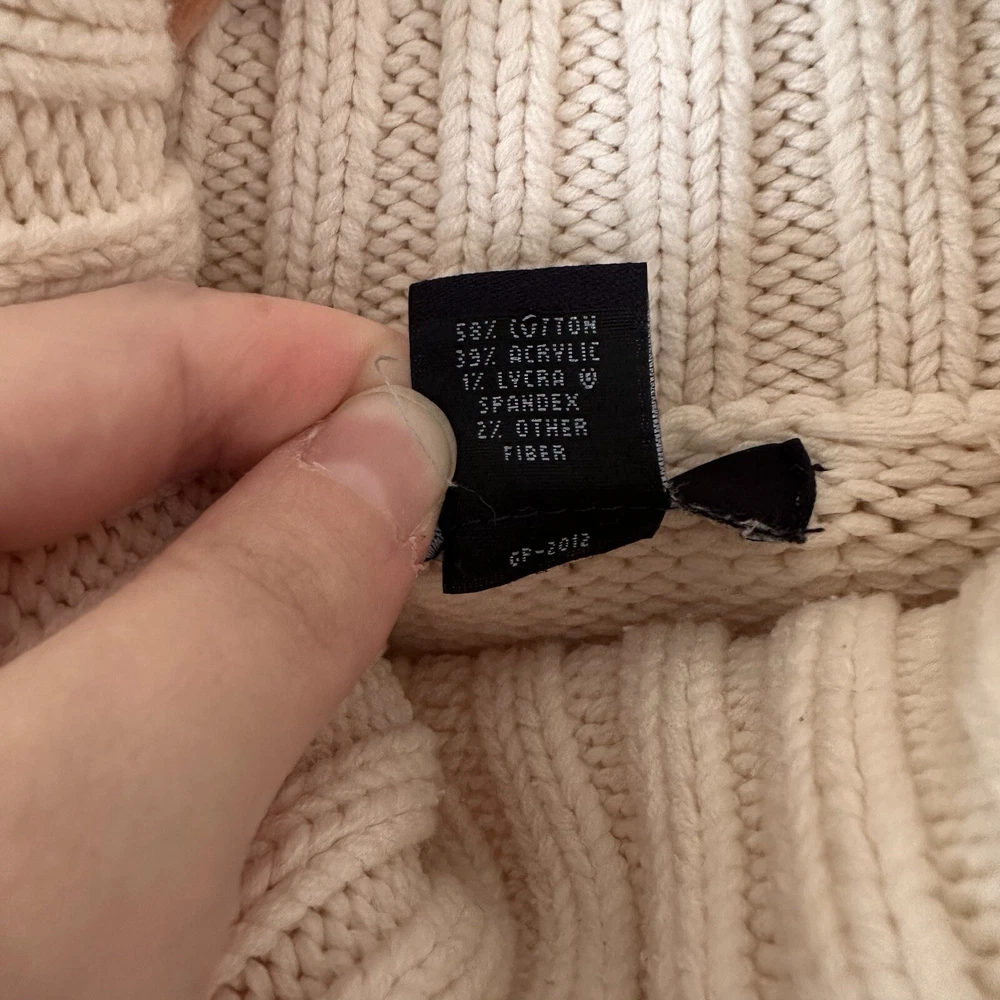 58% COTTON
39% ACRYLIC
1% LYCRA ®
SPANDEX
2% OTHER
FIBER
GP-2012